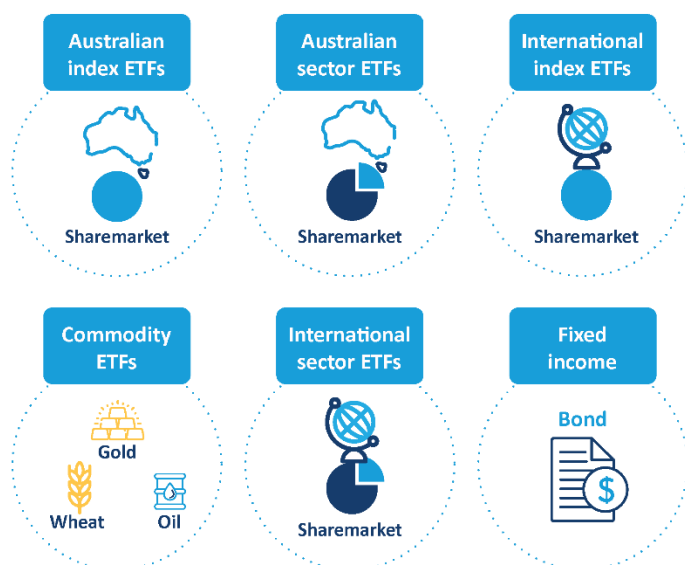 Australian
index ETFs
Sharemarket
Australian
sector ETFs
Sharemarket
International
index ETFs
Sharemarket
Commodity
ETFs
Gold
Wheat
Oil
International
sector ETFs
Sharemarket
Fixed
income
Bond
$